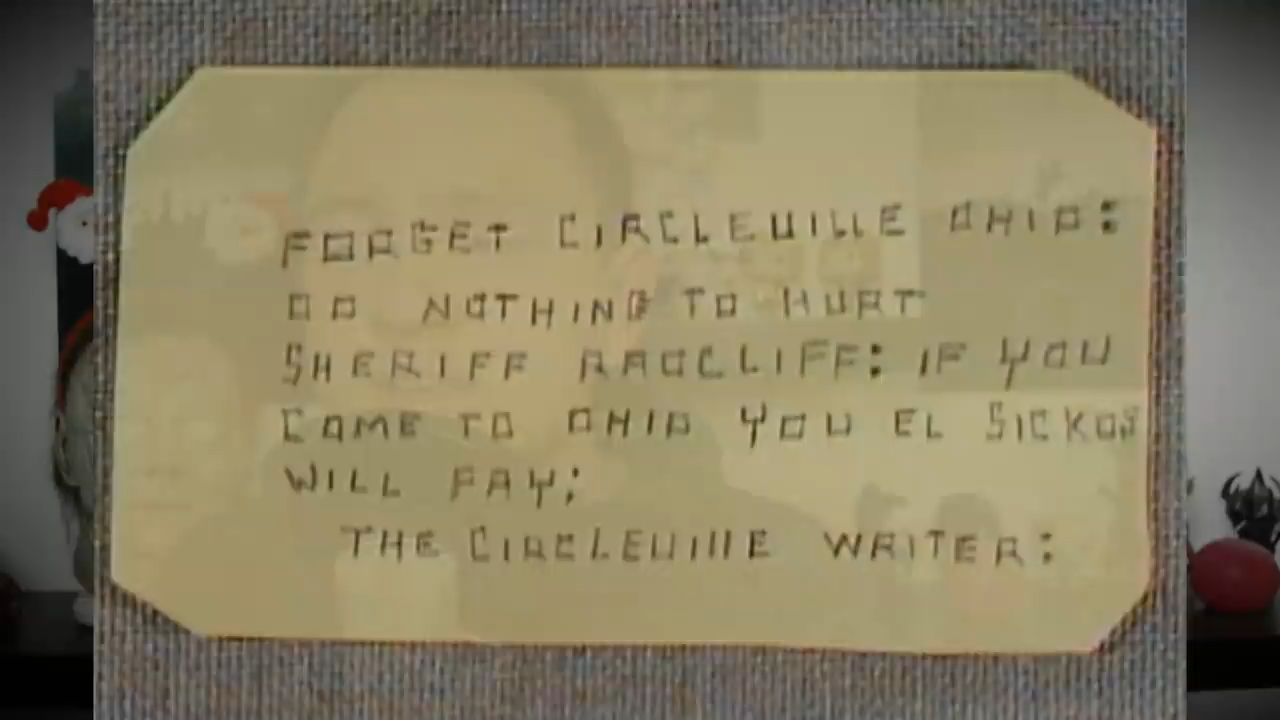 FORGET CIRCLEVILLE OHIO:
DO NOTHING TO HURT
SHERIFF RADCLIFF: IF YOU
COME TO OHIO YOU EL SICKOS
WILL PAY:
THE CIRCLEVILLE WRITER: